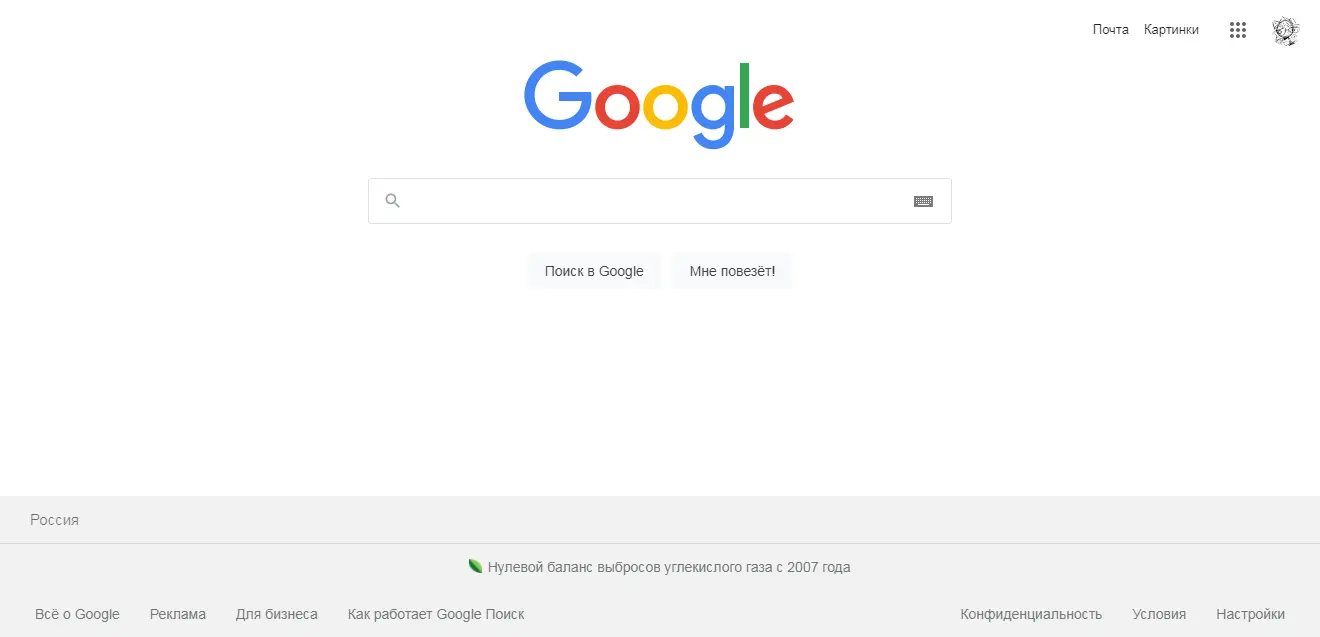 Почта Картинки
Google
Поиск в Google Мне повезёт!
Россия
Нулевой баланс выбросов углекислого газа с 2007 года
Всё о Google Реклама Для бизнеса Как работает Google Поиск Конфиденциальность Условия Настройки